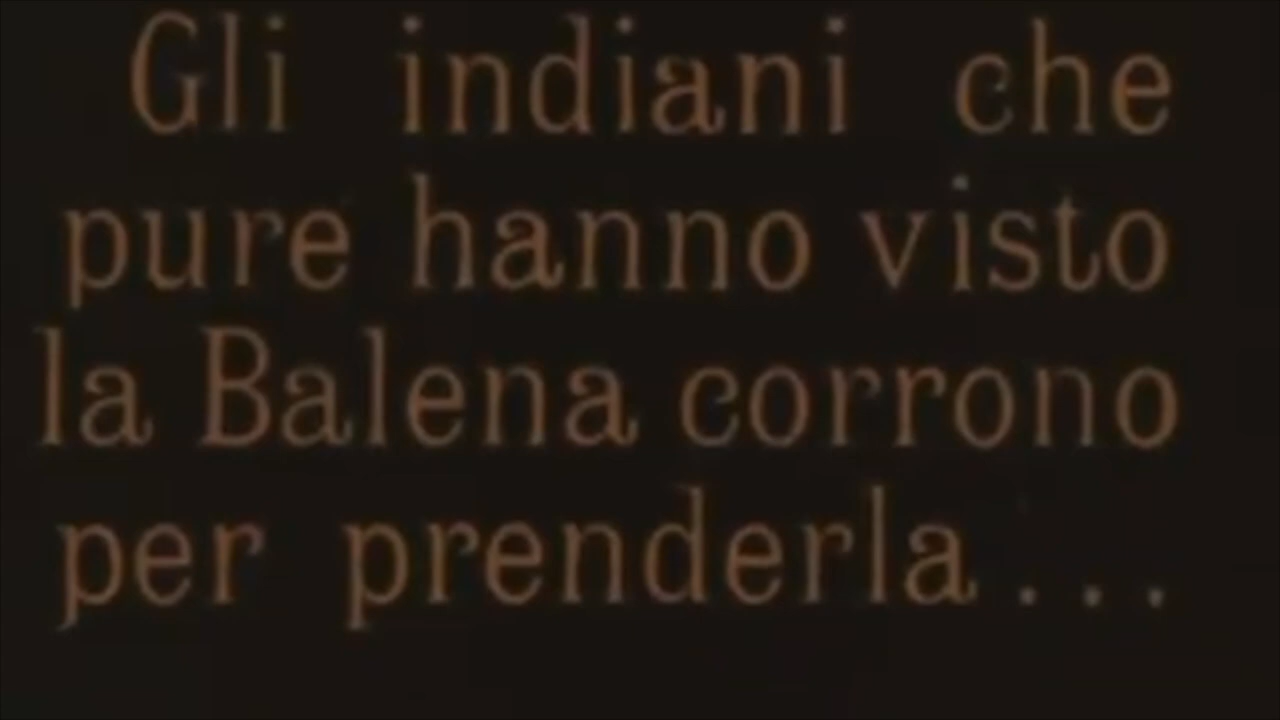 Gli indiani che
pure hanno visto
la Balena corrono
per prenderla...